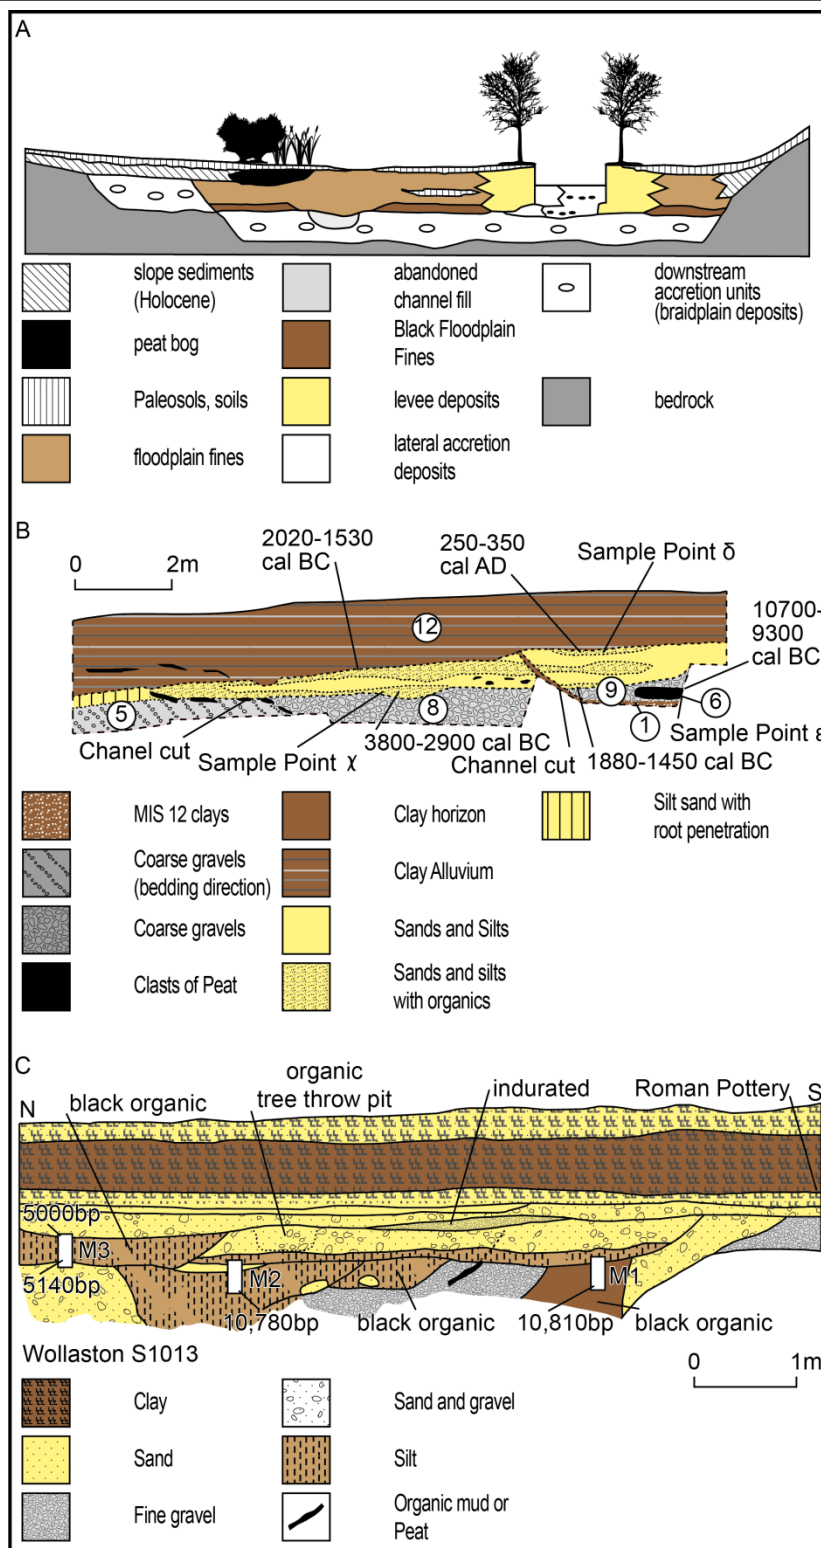 A
slope sediments
(Holocene)
abandoned
channel fill
downstream
accretion units
(braidplain deposits)
peat bog
Black Floodplain
Fines
Paleosols, soils
levee deposits
bedrock
floodplain fines
lateral accretion
deposits
B
0 2m
2020-1530
cal BC
250-350
cal AD
Sample Point δ
10700-
9300
cal BC
12
5
8
9
6
1
Chanel cut
Sample Point χ
3800-2900 cal BC
Channel cut
1880-1450 cal BC
Sample Point ε
MIS 12 clays
Clay horizon
Silt sand with
root penetration
Coarse gravels
(bedding direction)
Clay Alluvium
Coarse gravels
Sands and Silts
Clasts of Peat
Sands and silts
with organics
C
N
black organic
organic
tree throw pit
indurated
Roman Pottery
S
5000bp
M3
5140bp
M2
10,780bp
black organic
M1
10,810bp
black organic
Wollaston S1013
0 1m
Clay
Sand and gravel
Sand
Silt
Fine gravel
Organic mud or
Peat